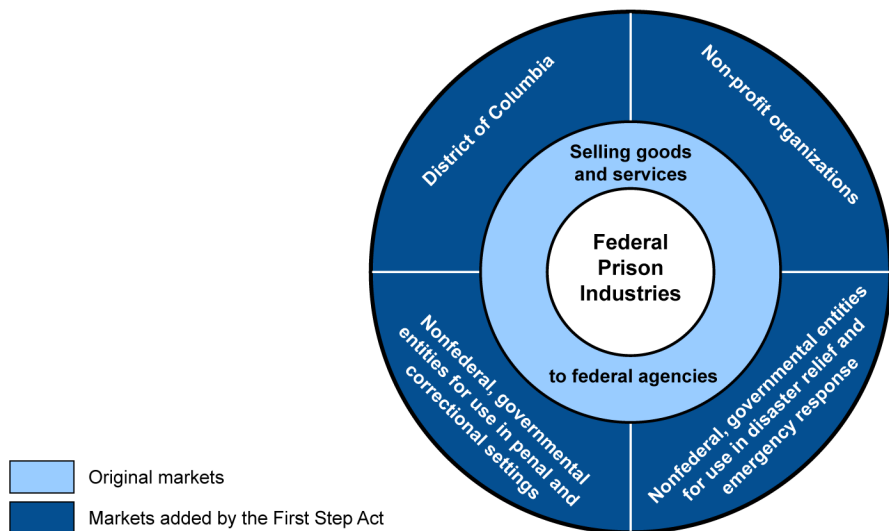 District of Columbia
Non-profit organizations
Selling goods
and services
Federal
Prison
Industries
to federal agencies
Nonfederal, governmental
entities for use in penal and
correctional settings
Nonfederal, governmental entities
for use in disaster relief and
emergency response
Original markets
Markets added by the First Step Act